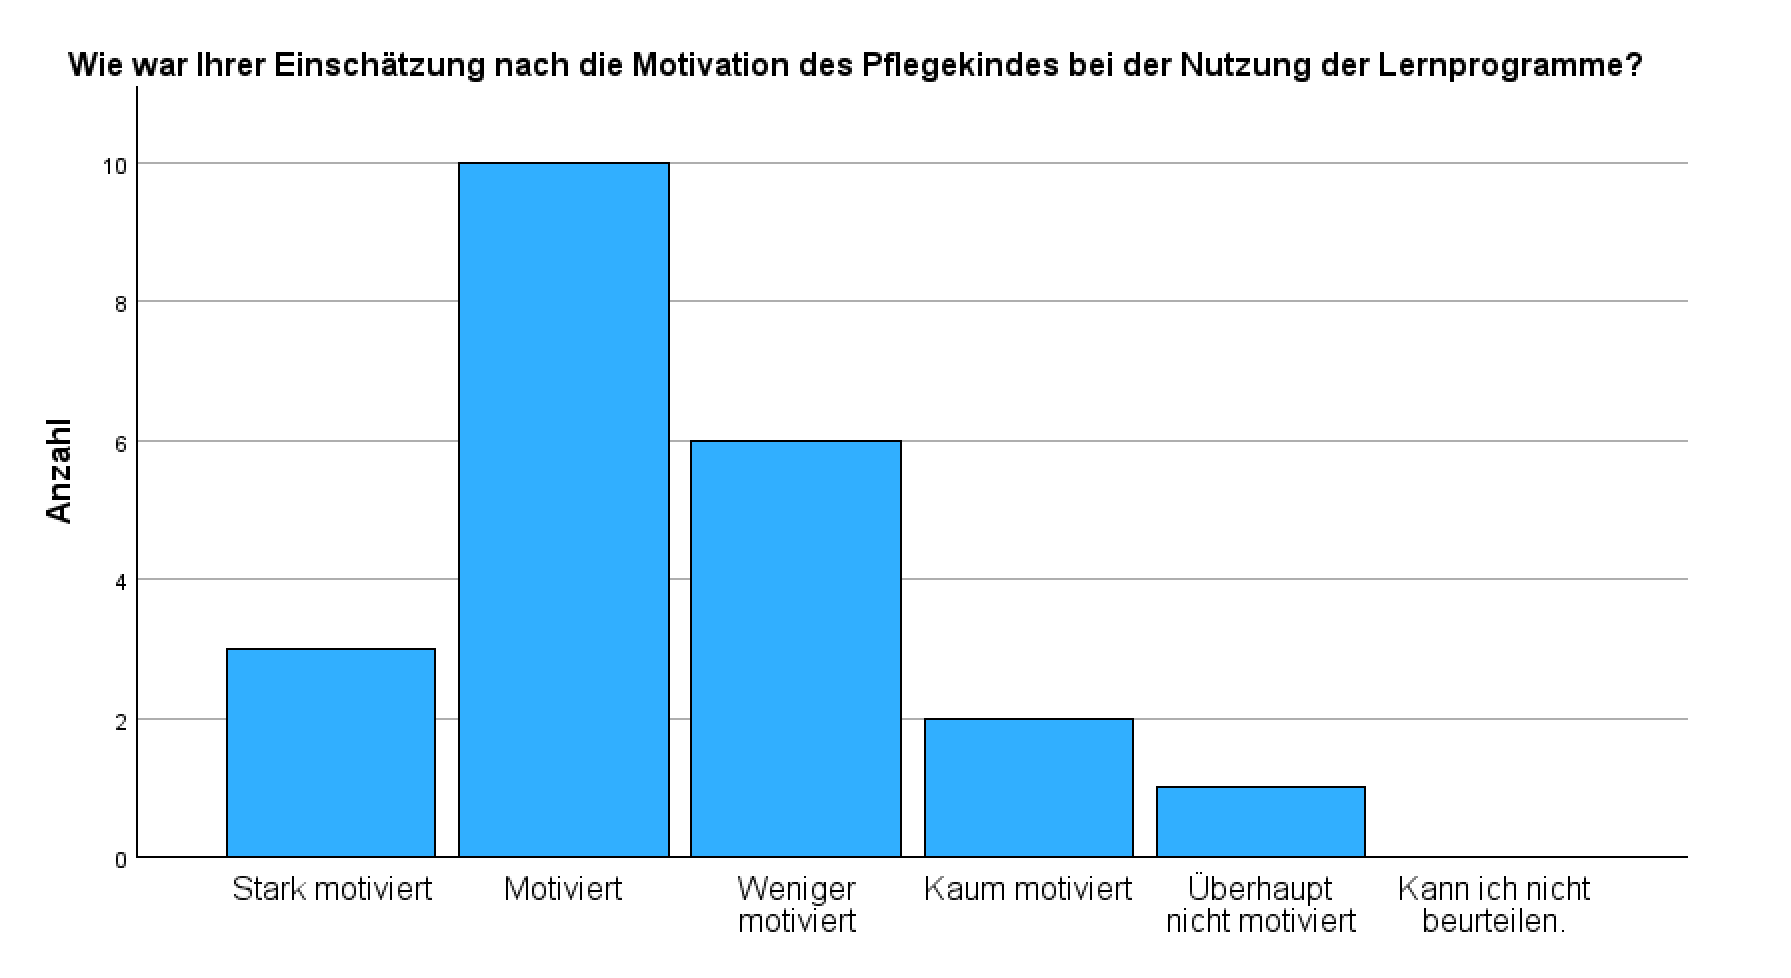 Wie war Ihrer Einschätzung nach die Motivation des Pflegekindes bei der Nutzung der Lernprogramme?
Anzahl
10
8
6
4
2
0
Stark motiviert
Motiviert
Weniger
motiviert
Kaum motiviert
Überhaupt
nicht motiviert
Kann ich nicht
beurteilen.